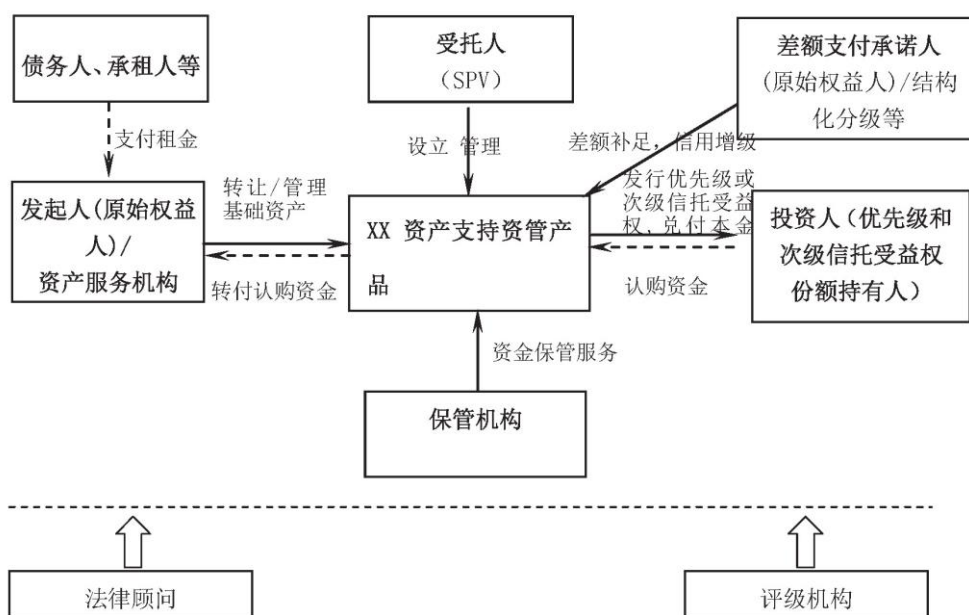 债务人、承租人等
受托人
（SPV）
差额支付承诺人
(原始权益人)/结构
化分级等
支付租金
设立 管理
差额补足，信用增级
发起人(原始权益
人)/
资产服务机构
转让/管理
基础资产
转付认购资金
XX 资产支持资管产
品
发行优先级或
次级信托受益
权,兑付本金
认购资金
投资人（优先级和
次级信托受益权
份额持有人）
资金保管服务
保管机构
法律顾问
评级机构